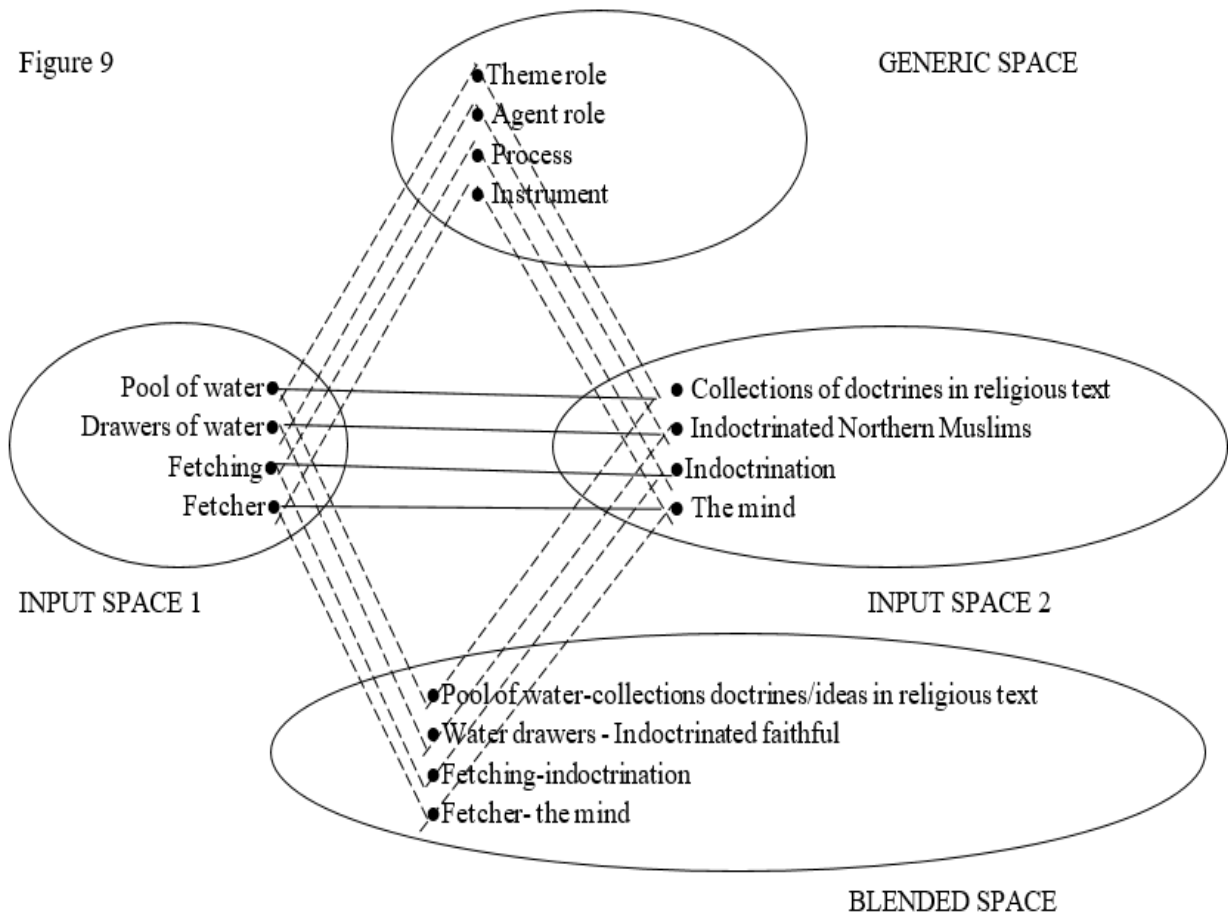 Figure 9
GENERIC SPACE
Theme role
Agent role
Process
Instrument
Pool of water
Drawers of water
Fetching
Fetcher
INPUT SPACE 1
Collections of doctrines in religious text
Indoctrinated Northern Muslims
Indoctrination
The mind
INPUT SPACE 2
Pool of water-collections doctrines/ideas in religious text
Water drawers - Indoctrinated faithful
Fetching-indoctrination
Fetcher- the mind
BLENDED SPACE